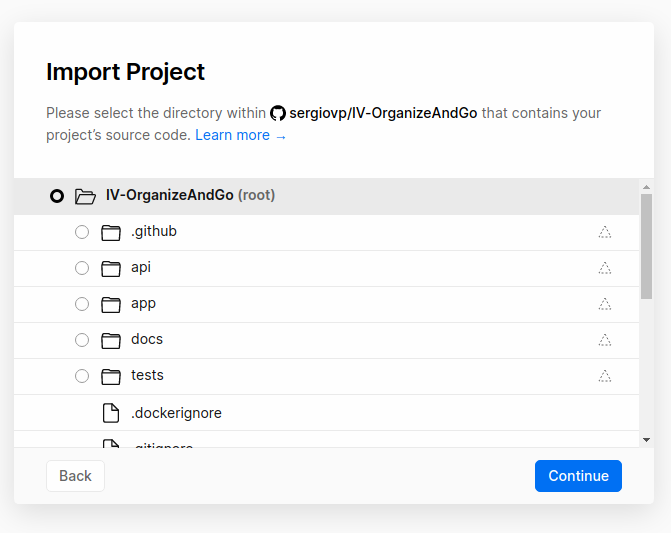 Import Project
Please select the directory within sergiovp/IV-OrganizeAndGo that contains your
project's source code. Learn more →
IV-OrganizeAndGo (root)
.github
api
app
docs
tests
.dockerignore
.gitignore
Back
Continue